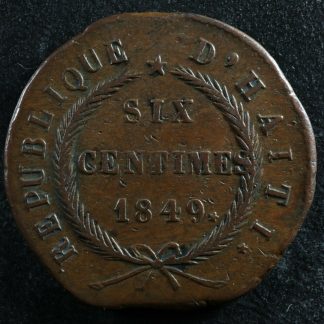 REPUBLIQUE D'HAITI.
SIX
CENTIMES
1849.